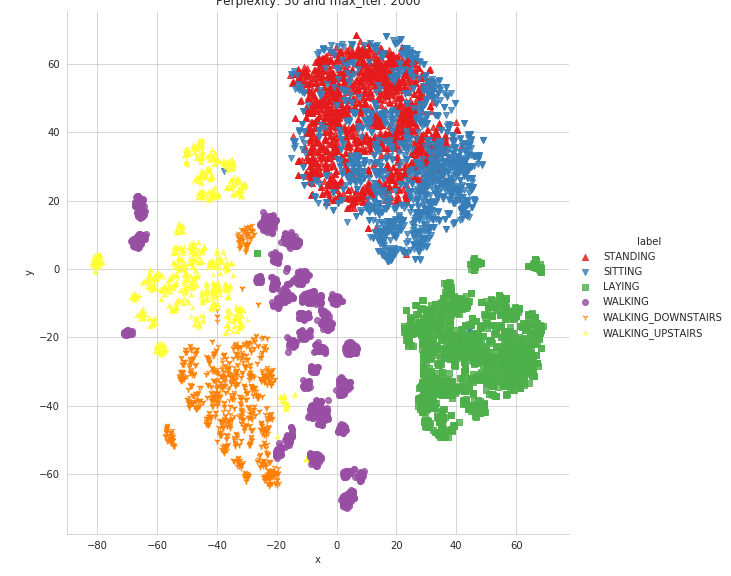 Perplexity: 50 and max_iter: 2000
60
40
20
0
−20
−40
−60
y
−80
−60
−40
−20
0
20
40
60
x
label
STANDING
SITTING
LAYING
WALKING
WALKING_DOWNSTAIRS
WALKING_UPSTAIRS